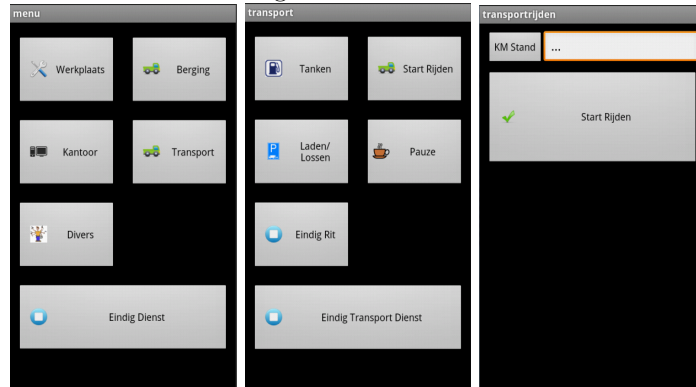 menu
Werkplaats
Berging
Kantoor
Transport
Divers
Eindig Dienst
transport
Tanken
Start Rijden
Laden/
Lossen
Pauze
Eindig Rit
Eindig Transport Dienst
transportrijden
KM Stand
...
Start Rijden